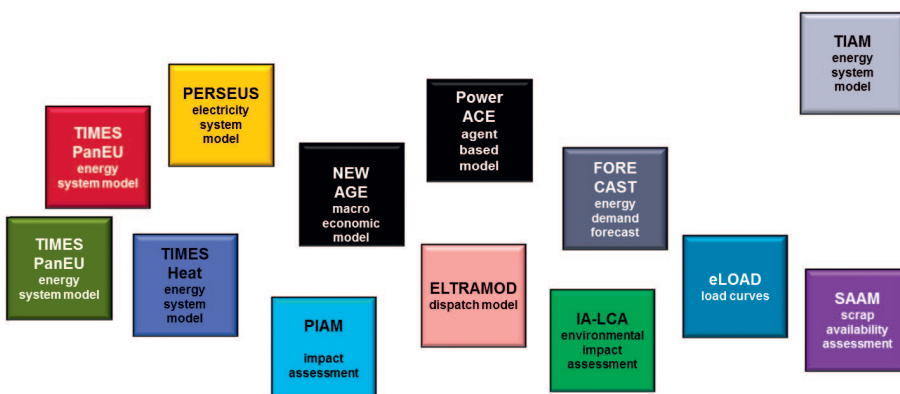 TIAM
energy
system
model
PERSEUS
electricity
system
model
Power
ACE
agent
based
model
TIMES
PanEU
energy
system model
NEW
AGE
macro
economic
model
FORE
CAST
energy
demand
forecast
TIMES
PanEU
energy
system model
TIMES
Heat
energy
system
model
ELTRAMOD
dispatch model
eLOAD
load curves
PIAM
impact
assessment
IA-LCA
environmental
impact
assessment
SAAM
scrap
availability
assessment